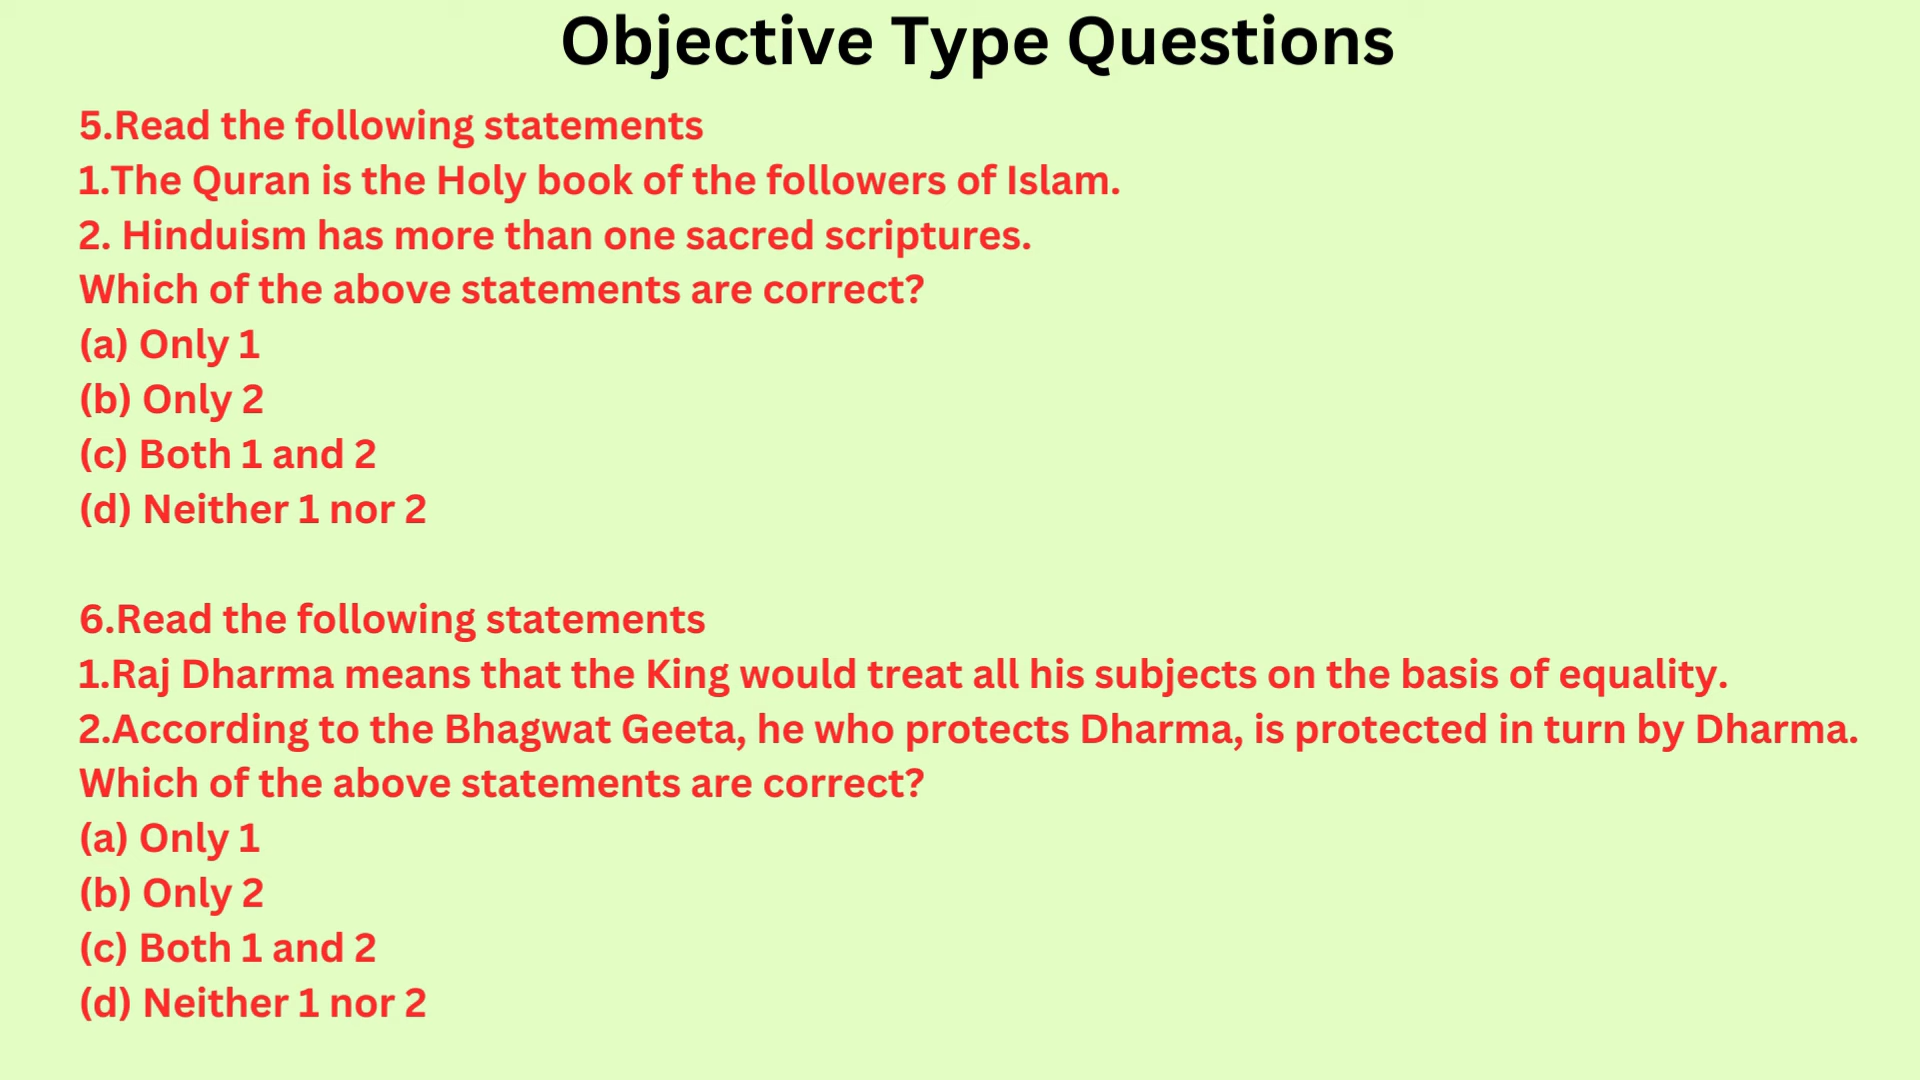 Objective Type Questions
5.Read the following statements
1.The Quran is the Holy book of the followers of Islam.
2. Hinduism has more than one sacred scriptures.
Which of the above statements are correct?
(a) Only 1
(b) Only 2
(c) Both 1 and 2
(d) Neither 1 nor 2
6.Read the following statements
1.Raj Dharma means that the King would treat all his subjects on the basis of equality.
2.According to the Bhagwat Geeta, he who protects Dharma, is protected in turn by Dharma.
Which of the above statements are correct?
(a) Only 1
(b) Only 2
(c) Both 1 and 2
(d) Neither 1 nor 2